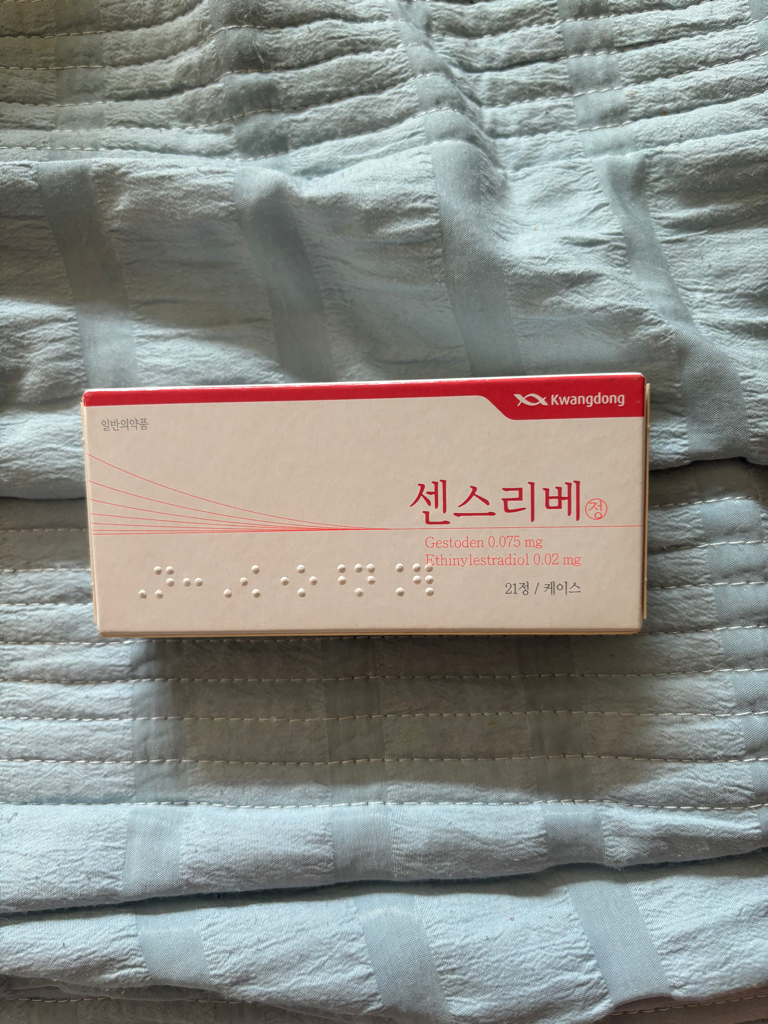 Kwangdong
일반의약품
센스리베 정
Gestoden 0.075 mg
Ethinylestradiol 0.02 mg
21정 / 케이스